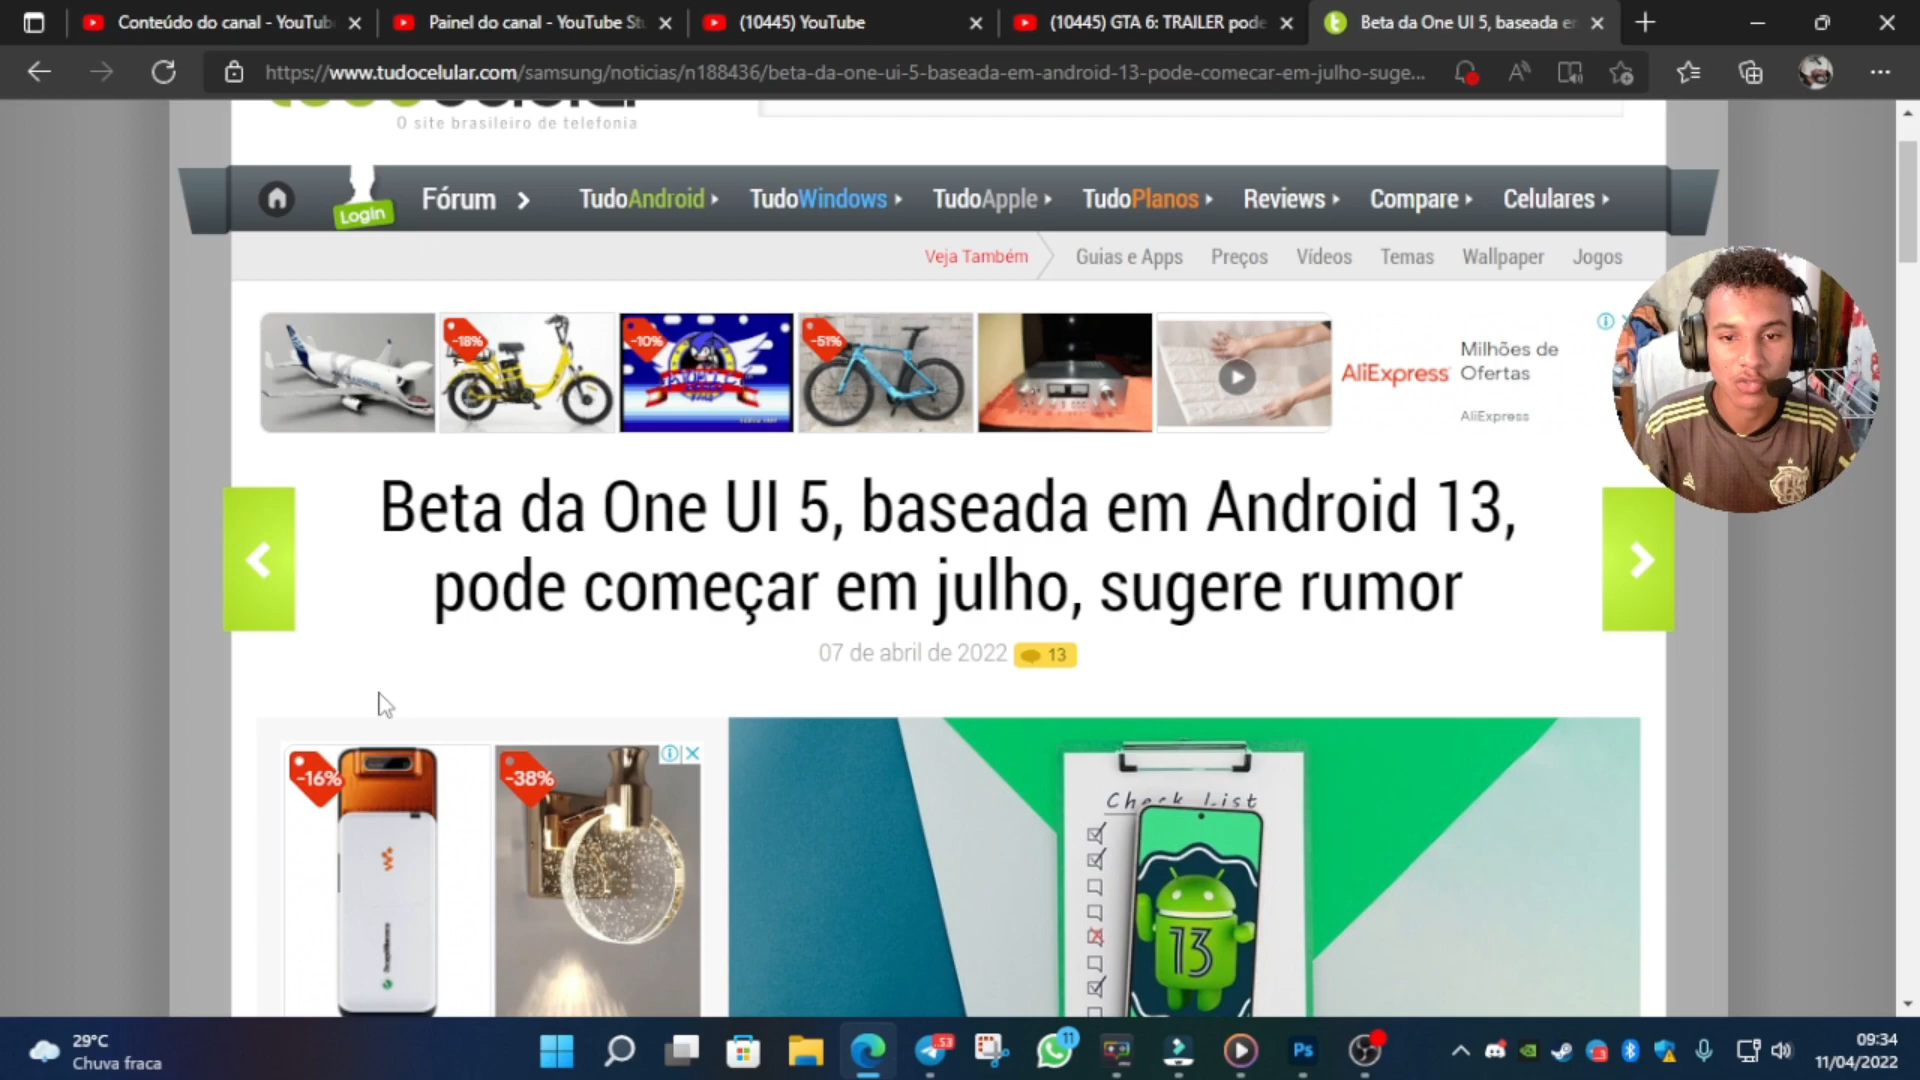 Conteúdo do canal - YouTub
Painel do canal - YouTube St
(10445) YouTube
(10445) GTA 6: TRAILER pode
Beta da One UI 5, baseada e
https://www.tudocelular.com/samsung/noticias/n188436/beta-da-one-ui-5-baseada-em-android-13-pode-comecar-em-julho-suge...
O site brasileiro de telefonia
Login
Fórum
TudoAndroid
TudoWindows
TudoApple
TudoPlanos
Reviews
Compare
Celulares
Veja Também
Guias e Apps
Preços
Vídeos
Temas
Wallpaper
Jogos
-18%
-10%
-51%
AliExpress
Milhões de
Ofertas
AliExpress
Beta da One UI 5, baseada em Android 13,
pode começar em julho, sugere rumor
07 de abril de 2022
13
-16%
-38%
Check List
13
29°C
Chuva fraca
53
11
Ps
09:34
11/04/2022